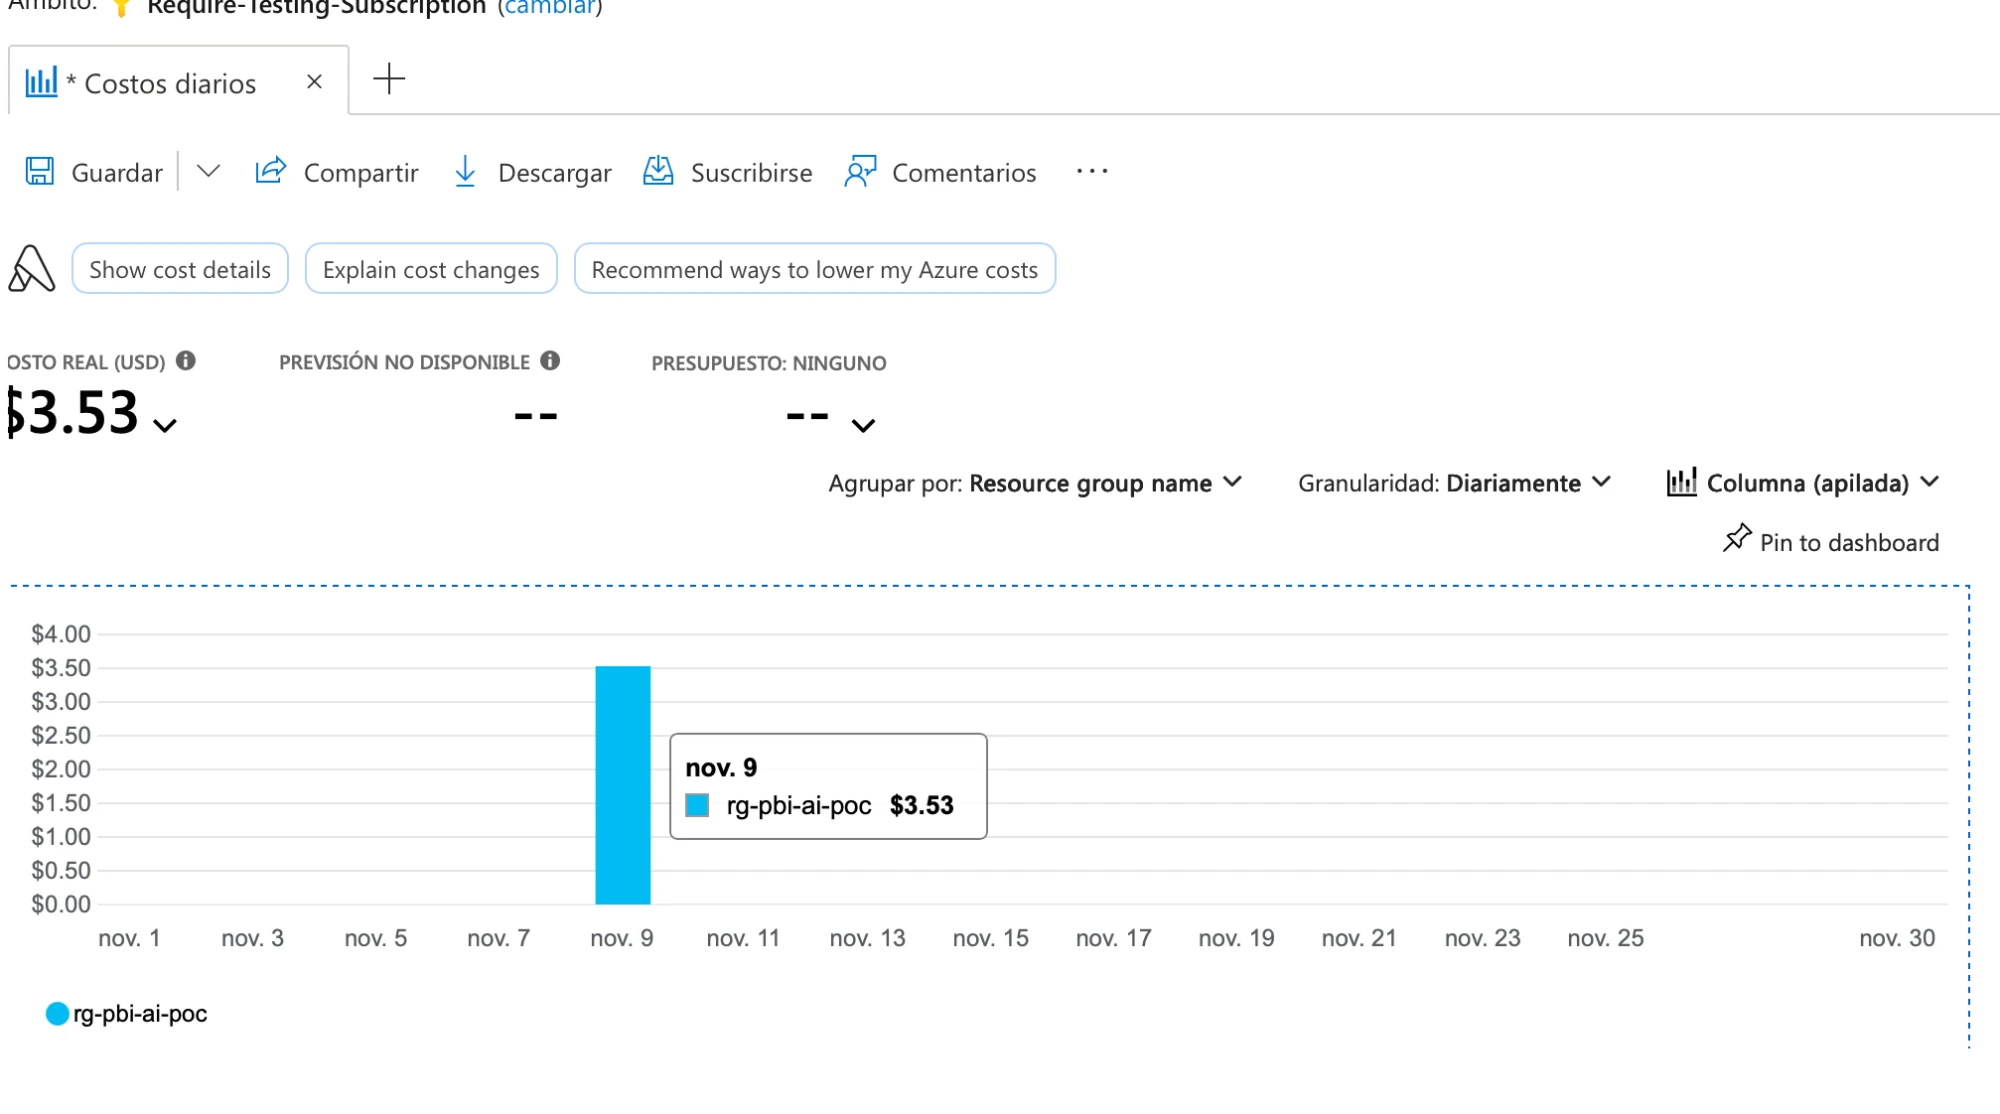 Ámbito: Require-Testing-Subscription (cambiar)
* Costos diarios
Guardar Compartir Descargar Suscribirse Comentarios ...
Show cost details Explain cost changes Recommend ways to lower my Azure costs
OSTO REAL (USD) PREVISIÓN NO DISPONIBLE PRESUPUESTO: NINGUNO
$3.53 -- --
Agrupar por: Resource group name Granularidad: Diariamente Columna (apilada)
Pin to dashboard
$4.00
$3.50
$3.00
$2.50
$2.00
$1.50
$1.00
$0.50
$0.00
nov. 9
rg-pbi-ai-poc $3.53
nov. 1 nov. 3 nov. 5 nov. 7 nov. 9 nov. 11 nov. 13 nov. 15 nov. 17 nov. 19 nov. 21 nov. 23 nov. 25 nov. 30
rg-pbi-ai-poc